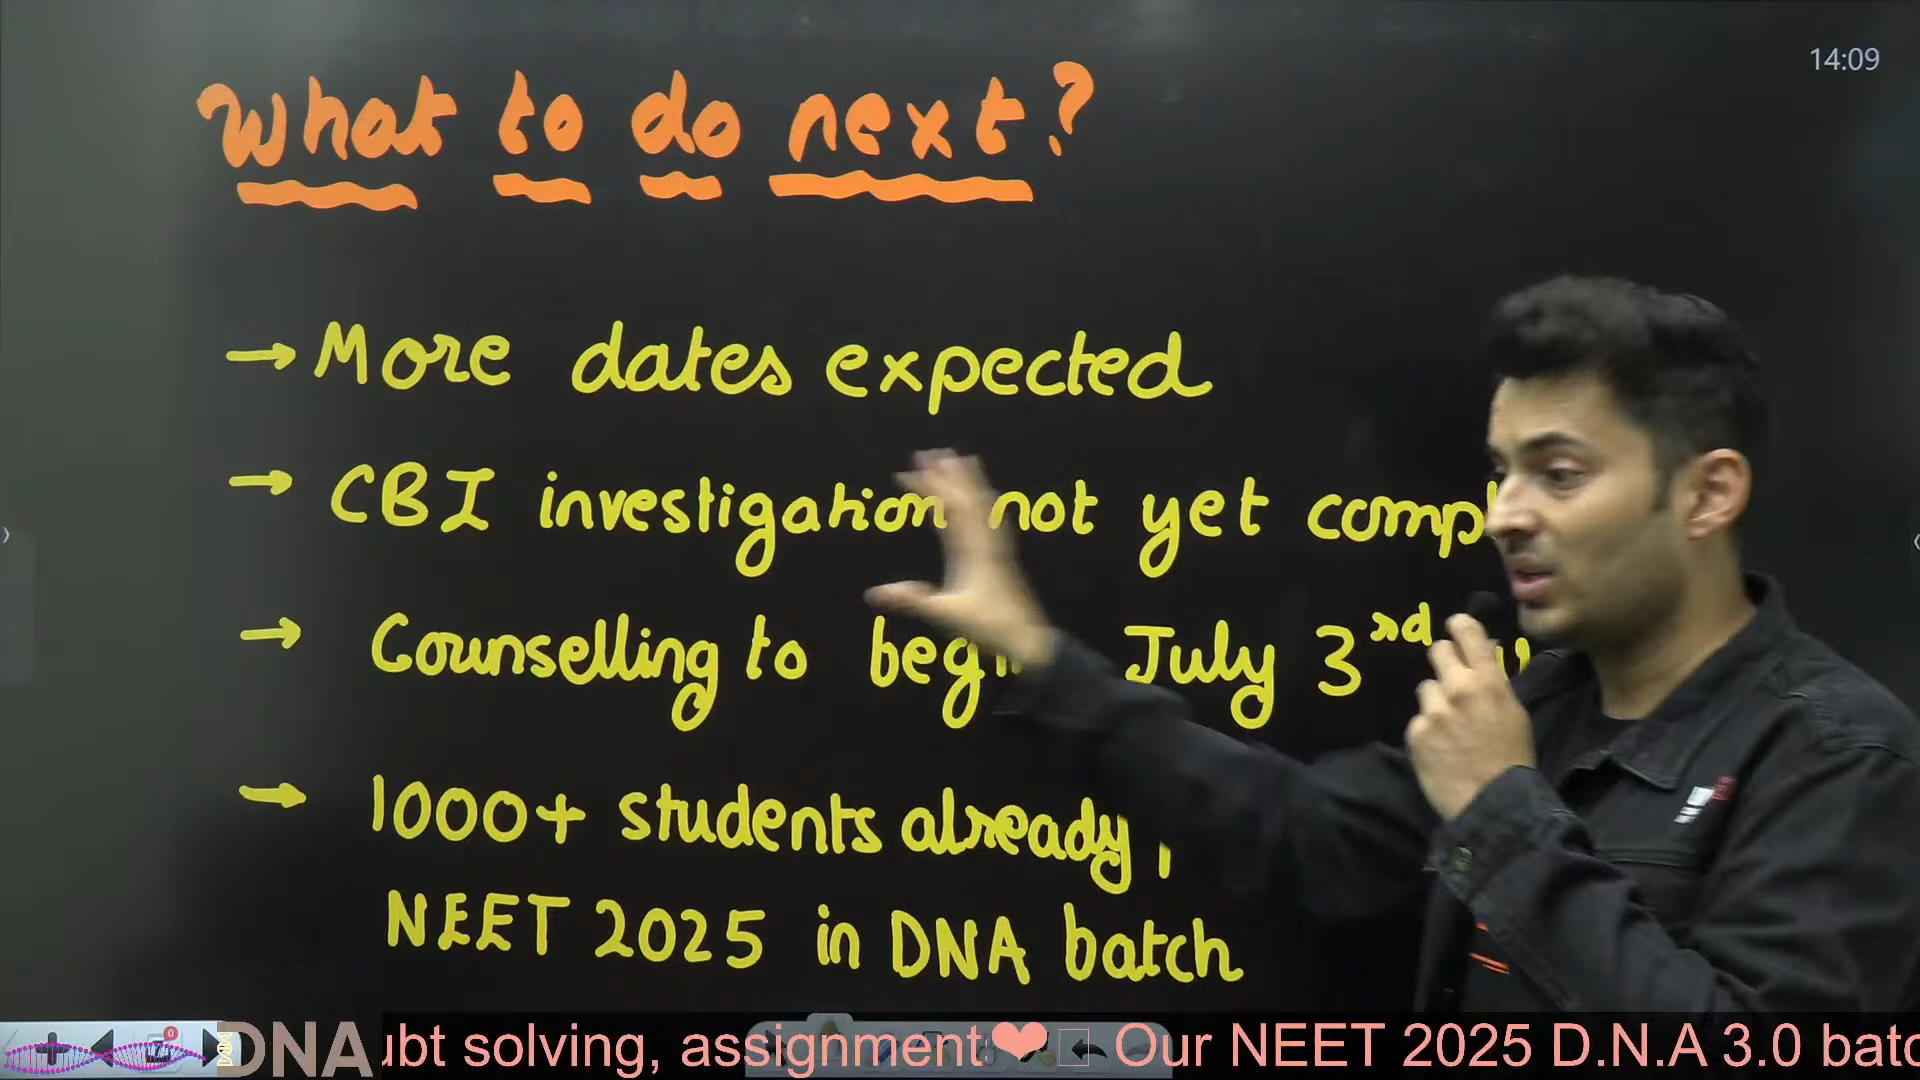 14:09
What to do next?
→ More dates expected
→ CBI investigation not yet
→ Counselling to July 3rd
→ 1000+ students already
NEET 2025 in DNA batch
DNA solving, assignment❤ Our NEET 2025 D.N.A 3.0
0